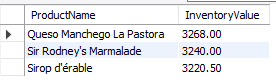 ProductName InventoryValue
Queso Manchego La Pastora 3268.00
Sir Rodney's Marmalade 3240.00
Sirop d'érable 3220.50